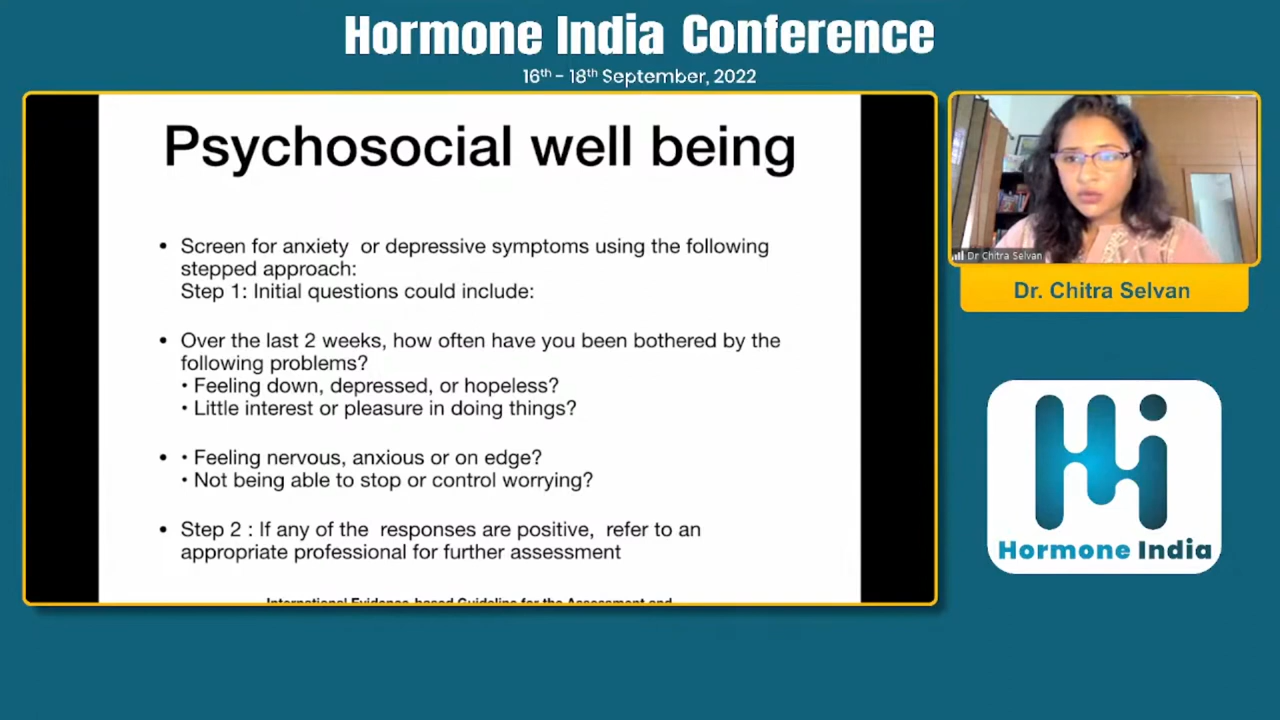 Hormone India Conference
16th - 18th September, 2022
Psychosocial well being
• Screen for anxiety or depressive symptoms using the following
stepped approach:
Step 1: Initial questions could include:
• Over the last 2 weeks, how often have you been bothered by the
following problems?
• Feeling down, depressed, or hopeless?
• Little interest or pleasure in doing things?
• • Feeling nervous, anxious or on edge?
• Not being able to stop or control worrying?
• Step 2 : If any of the responses are positive, refer to an
appropriate professional for further assessment
International Evidence-based Guideline for the Assessment and
Dr Chitra Selvan
Dr. Chitra Selvan
Hi
Hormone India